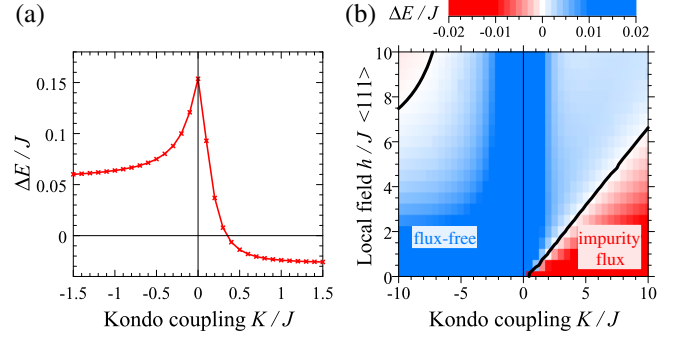 (a)
ΔE / J
0.15
0.1
0.05
0
-1.5 -1 -0.5 0 0.5 1 1.5
Kondo coupling K / J
(b)
ΔE / J
-0.02 -0.01 0 0.01 0.02
Local field h / J <111>
10
8
6
4
2
0
flux-free
impurity
flux
-10 -5 0 5 10
Kondo coupling K / J